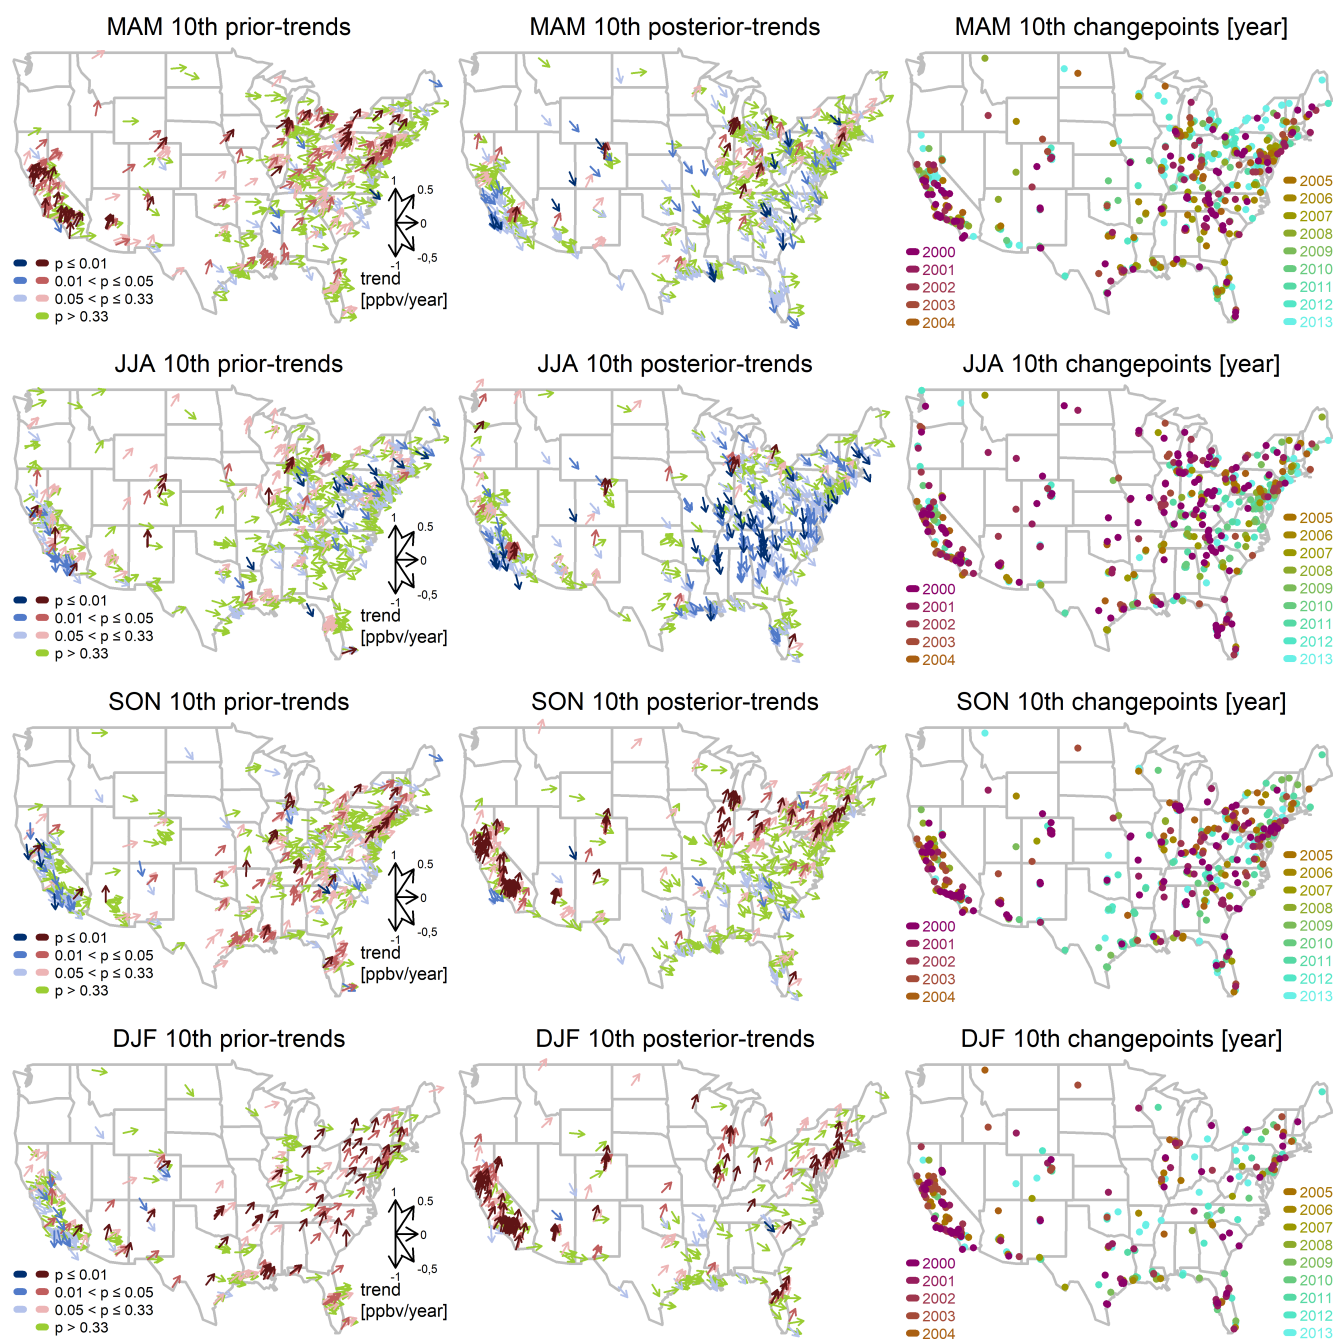 MAM 10th prior-trends
MAM 10th posterior-trends
MAM 10th changepoints [year]
1
0.5
0
-0,5
-1
trend
[ppbv/year]
p ≤ 0.01
0.01 < p ≤ 0.05
0.05 < p ≤ 0.33
p > 0.33
2000
2001
2002
2003
2004
2005
2006
2007
2008
2009
2010
2011
2012
2013
JJA 10th prior-trends
JJA 10th posterior-trends
JJA 10th changepoints [year]
1
0.5
0
-0,5
-1
trend
[ppbv/year]
p ≤ 0.01
0.01 < p ≤ 0.05
0.05 < p ≤ 0.33
p > 0.33
2000
2001
2002
2003
2004
2005
2006
2007
2008
2009
2010
2011
2012
2013
SON 10th prior-trends
SON 10th posterior-trends
SON 10th changepoints [year]
1
0.5
0
-0,5
-1
trend
[ppbv/year]
p ≤ 0.01
0.01 < p ≤ 0.05
0.05 < p ≤ 0.33
p > 0.33
2000
2001
2002
2003
2004
2005
2006
2007
2008
2009
2010
2011
2012
2013
DJF 10th prior-trends
DJF 10th posterior-trends
DJF 10th changepoints [year]
1
0.5
0
-0,5
-1
trend
[ppbv/year]
p ≤ 0.01
0.01 < p ≤ 0.05
0.05 < p ≤ 0.33
p > 0.33
2000
2001
2002
2003
2004
2005
2006
2007
2008
2009
2010
2011
2012
2013